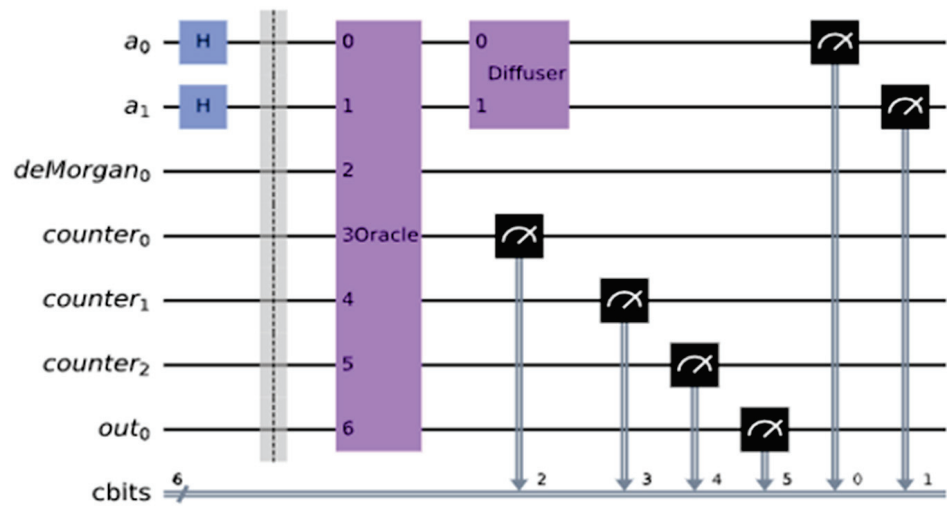 a0 H 0 0
Diffuser
a1 H 1 1
deMorgan0 2
counter0 3Oracle
counter1 4
counter2 5
out0 6
cbits 6 2 3 4 5 0 1